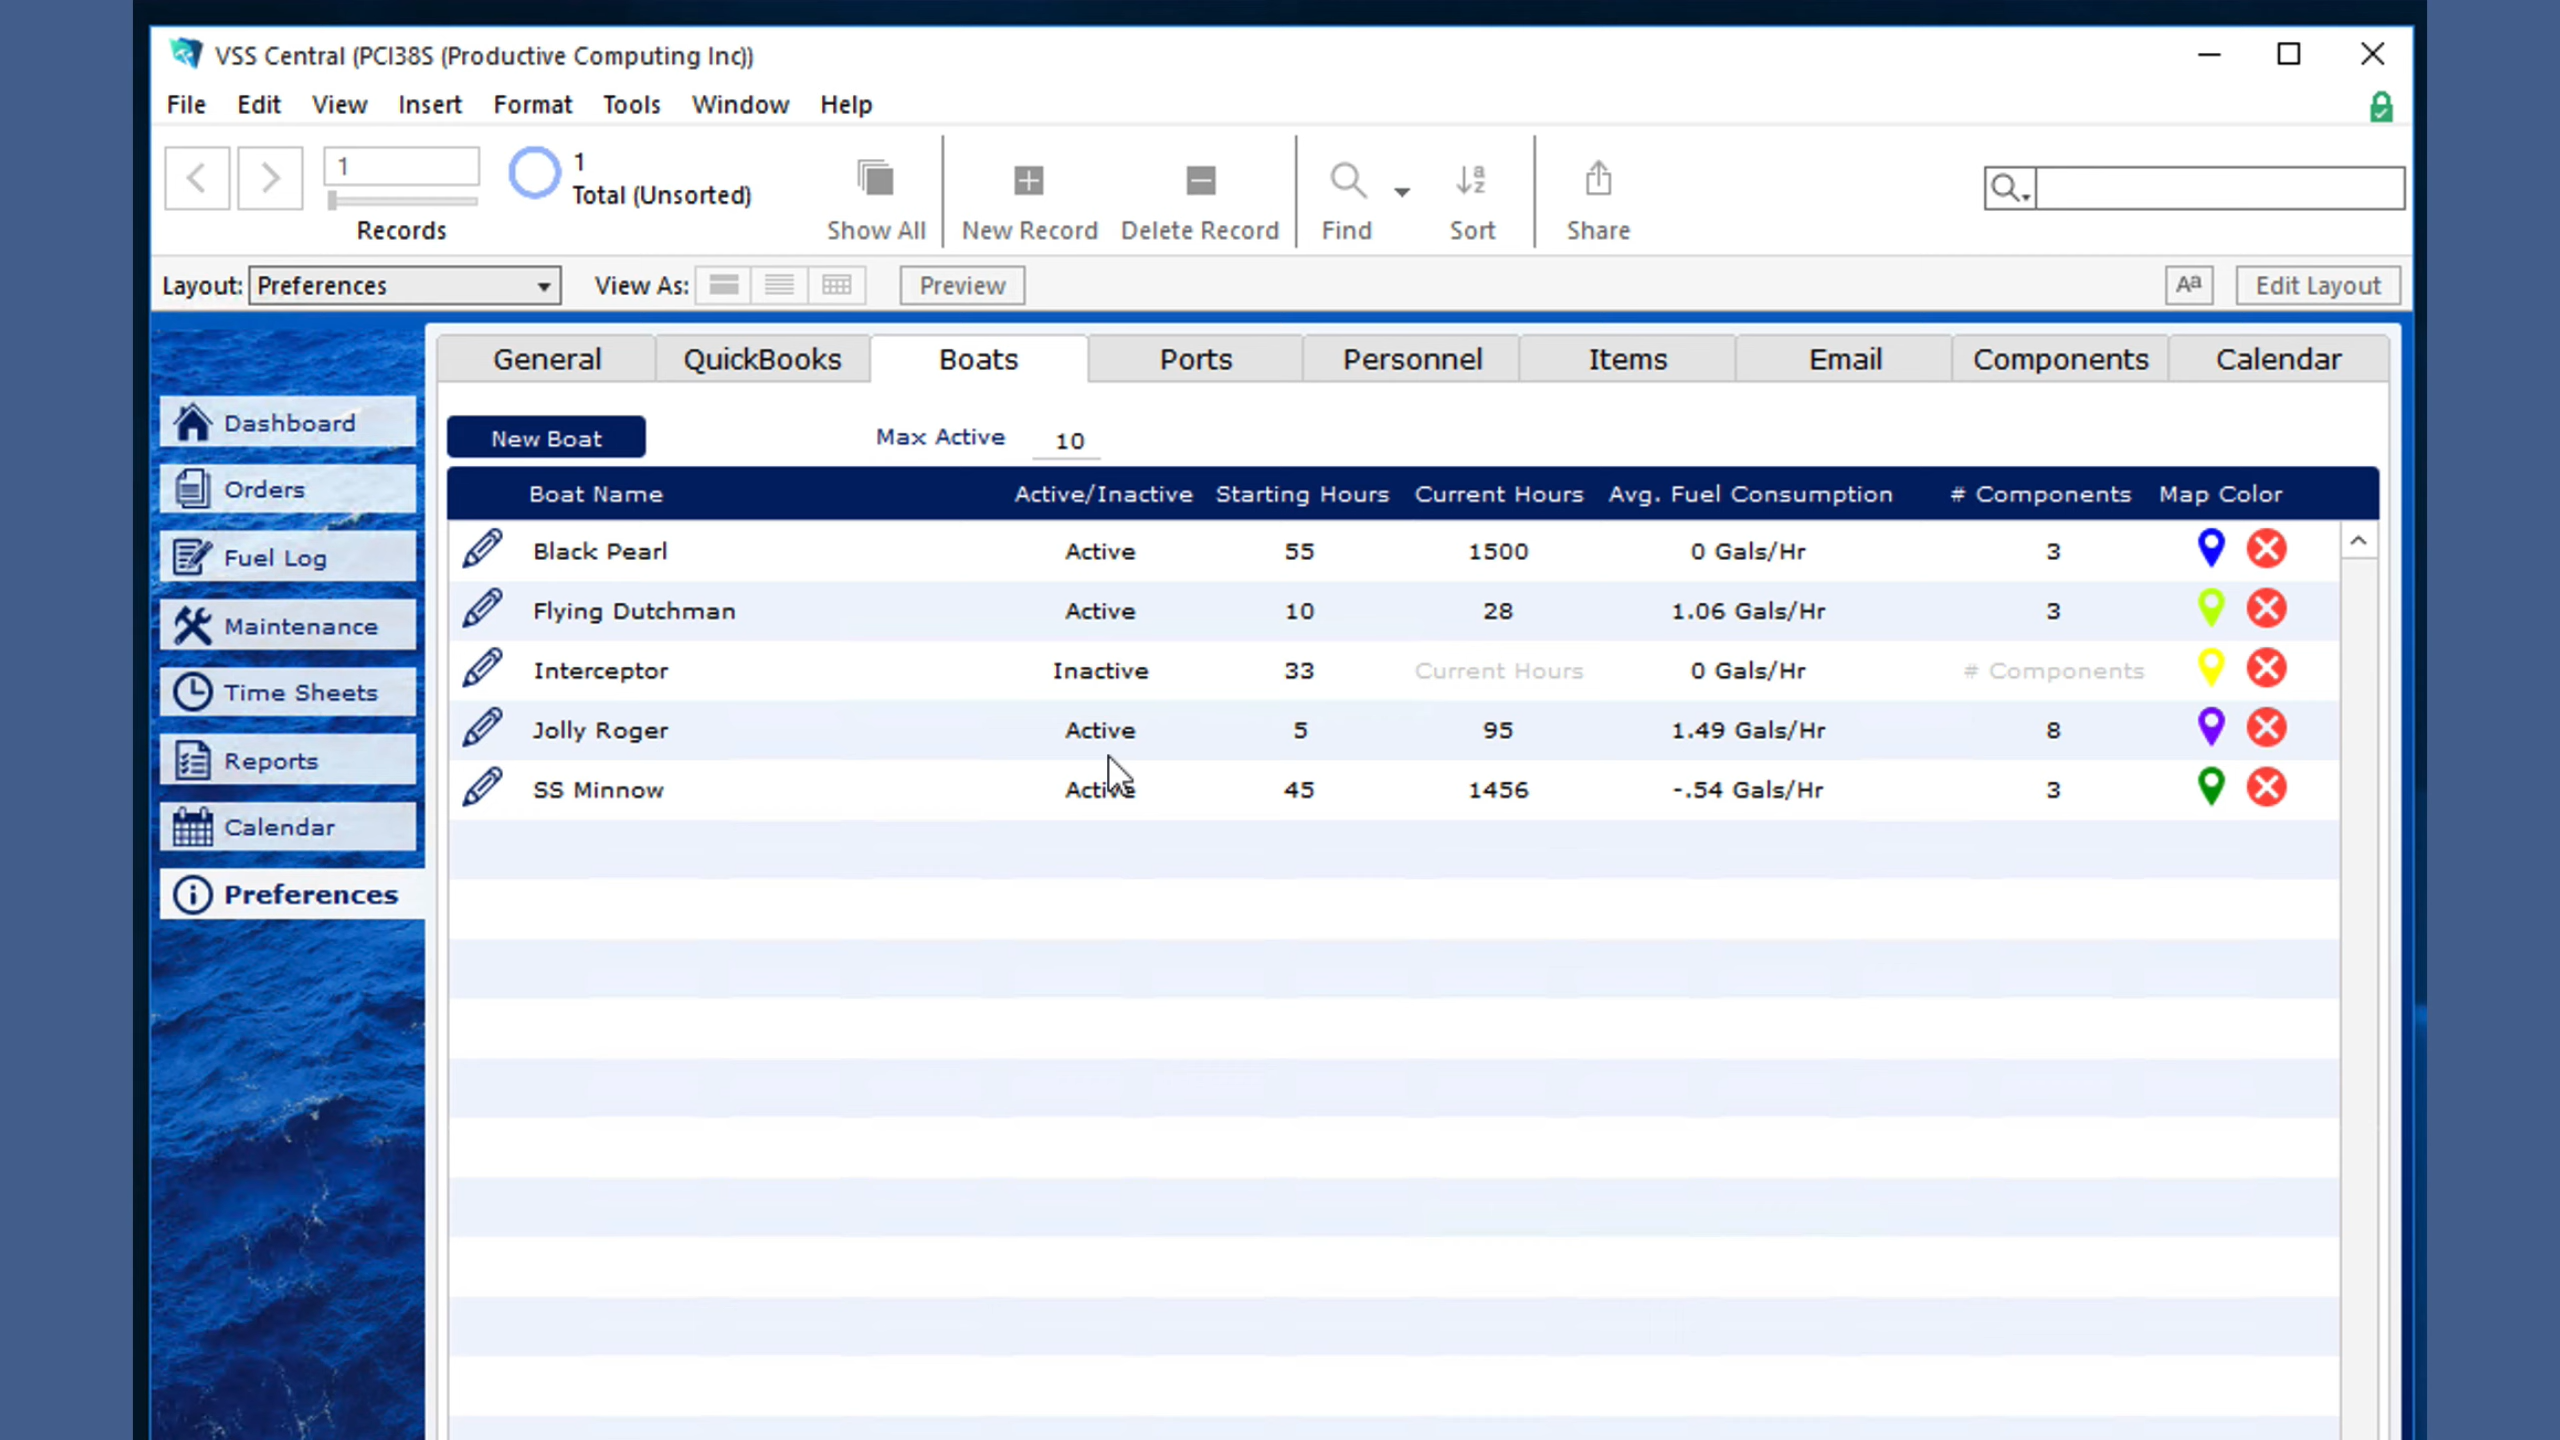 VSS Central (PCI38S (Productive Computing Inc))
File Edit View Insert Format Tools Window Help
1
1
Total (Unsorted)
Records
Show All
New Record
Delete Record
Find
Sort
Share
Layout: Preferences
View As:
Preview
Aa
Edit Layout
General QuickBooks Boats Ports Personnel Items Email Components Calendar
Dashboard
Orders
Fuel Log
Maintenance
Time Sheets
Reports
Calendar
Preferences
New Boat
Max Active 10
Boat Name Active/Inactive Starting Hours Current Hours Avg. Fuel Consumption # Components Map Color
Black Pearl Active 55 1500 0 Gals/Hr 3
Flying Dutchman Active 10 28 1.06 Gals/Hr 3
Interceptor Inactive 33 Current Hours 0 Gals/Hr # Components
Jolly Roger Active 5 95 1.49 Gals/Hr 8
SS Minnow Active 45 1456 -.54 Gals/Hr 3